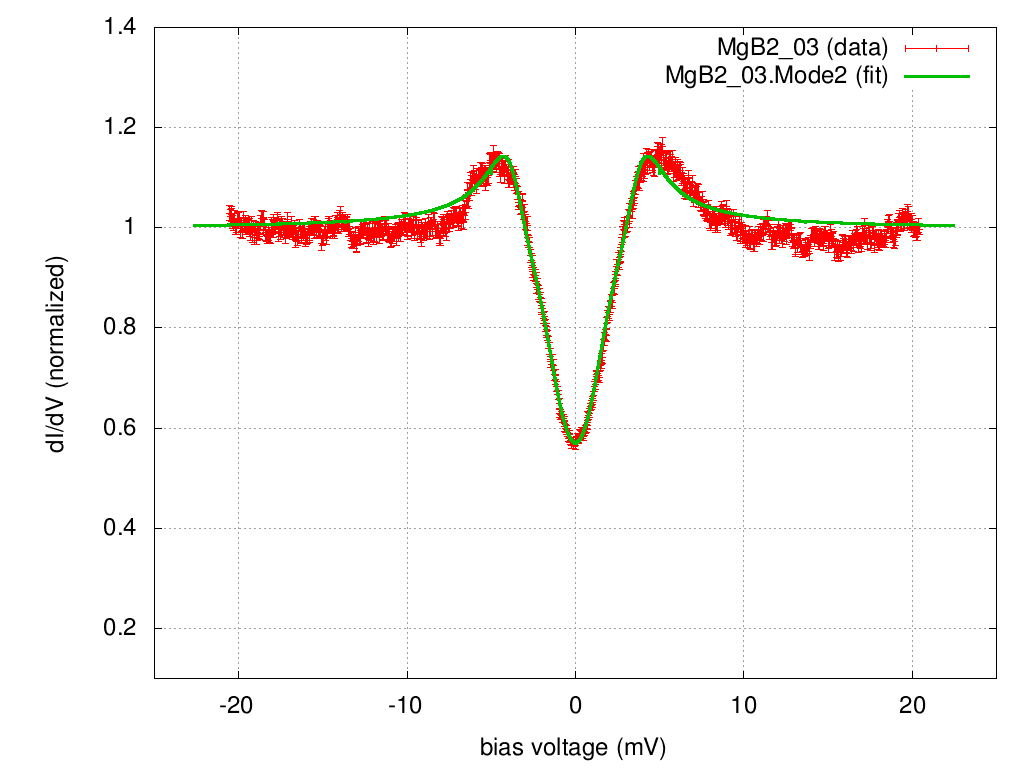 1.4
1.2
1
0.8
0.6
0.4
0.2
dI/dV (normalized)
MgB2_03 (data)
MgB2_03.Mode2 (fit)
-20 -10 0 10 20
bias voltage (mV)